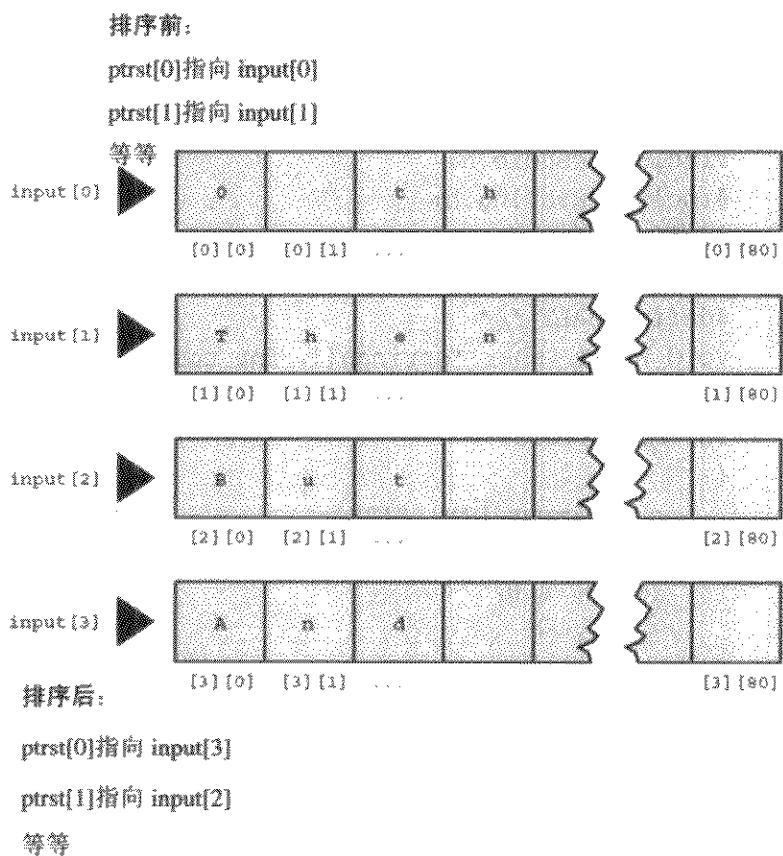 排序前：
ptrst[0]指向 input[0]
ptrst[1]指向 input[1]
等等
input[0] O t h
[0][0] [0][1] ... [0][80]
input[1] T h e n
[1][0] [1][1] ... [1][80]
input[2] B u t
[2][0] [2][1] ... [2][80]
input[3] A n d
[3][0] [3][1] ... [3][80]
排序后：
ptrst[0]指向 input[3]
ptrst[1]指向 input[2]
等等